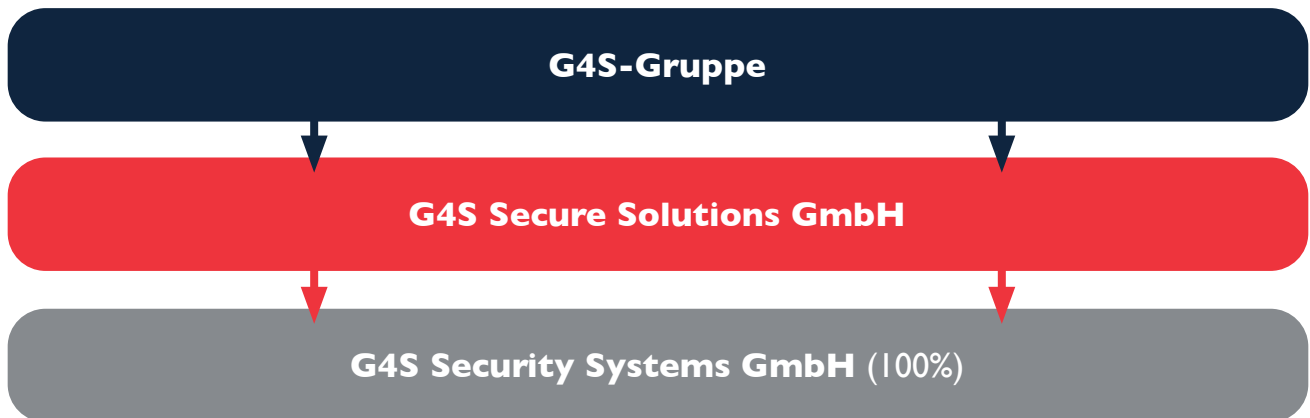 G4S-Gruppe
G4S Secure Solutions GmbH
G4S Security Systems GmbH (100%)